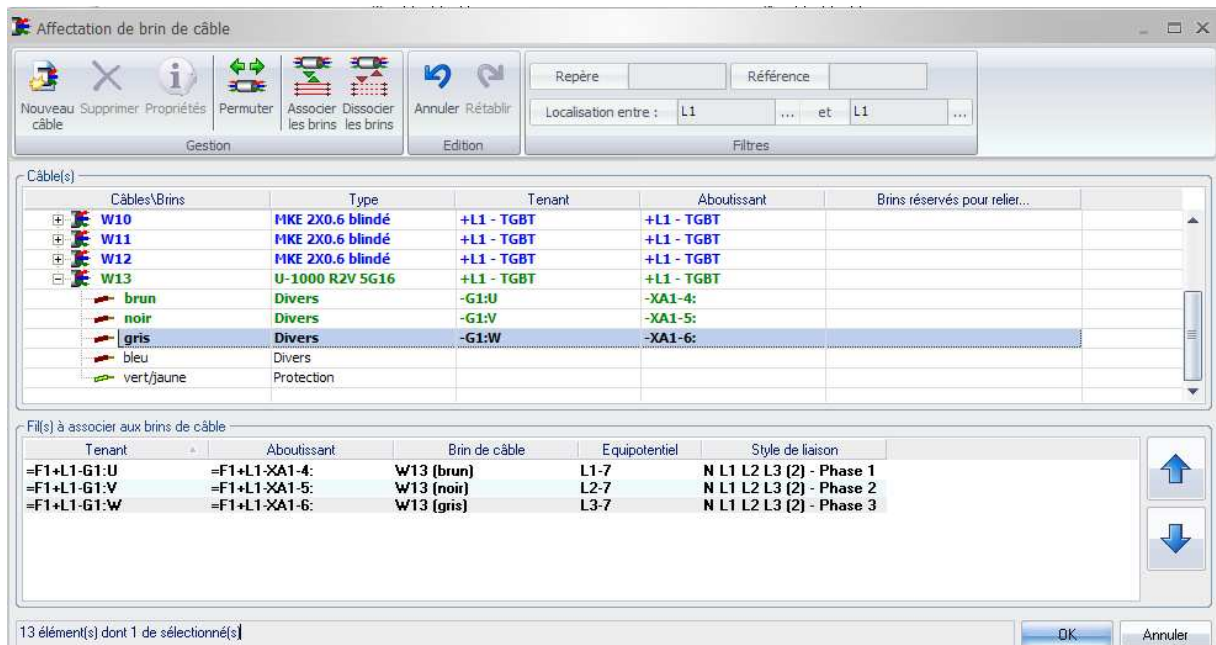 Affectation de brin de câble
Nouveau câble
Supprimer
Propriétés
Permuter
Associer les brins
Dissocier les brins
Annuler
Rétablir
Repère
Référence
Localisation entre : L1 ... et L1 ...
Gestion
Edition
Filtres
Câble(s)
Câbles\Brins Type Tenant Aboutissant Brins réservés pour relier...
W10 MKE 2X0.6 blindé +L1 - TGBT +L1 - TGBT
W11 MKE 2X0.6 blindé +L1 - TGBT +L1 - TGBT
W12 MKE 2X0.6 blindé +L1 - TGBT +L1 - TGBT
W13 U-1000 R2V 5G16 +L1 - TGBT +L1 - TGBT
brun Divers -G1:U -XA1-4:
noir Divers -G1:V -XA1-5:
gris Divers -G1:W -XA1-6:
bleu Divers
vert/jaune Protection
Fil(s) à associer aux brins de câble
Tenant Aboutissant Brin de câble Equipotentiel Style de liaison
=F1+L1-G1:U =F1+L1-XA1-4: W13 (brun) L1-7 N L1 L2 L3 (2) - Phase 1
=F1+L1-G1:V =F1+L1-XA1-5: W13 (noir) L2-7 N L1 L2 L3 (2) - Phase 2
=F1+L1-G1:W =F1+L1-XA1-6: W13 (gris) L3-7 N L1 L2 L3 (2) - Phase 3
13 élément(s) dont 1 de sélectionné(s)
OK
Annuler